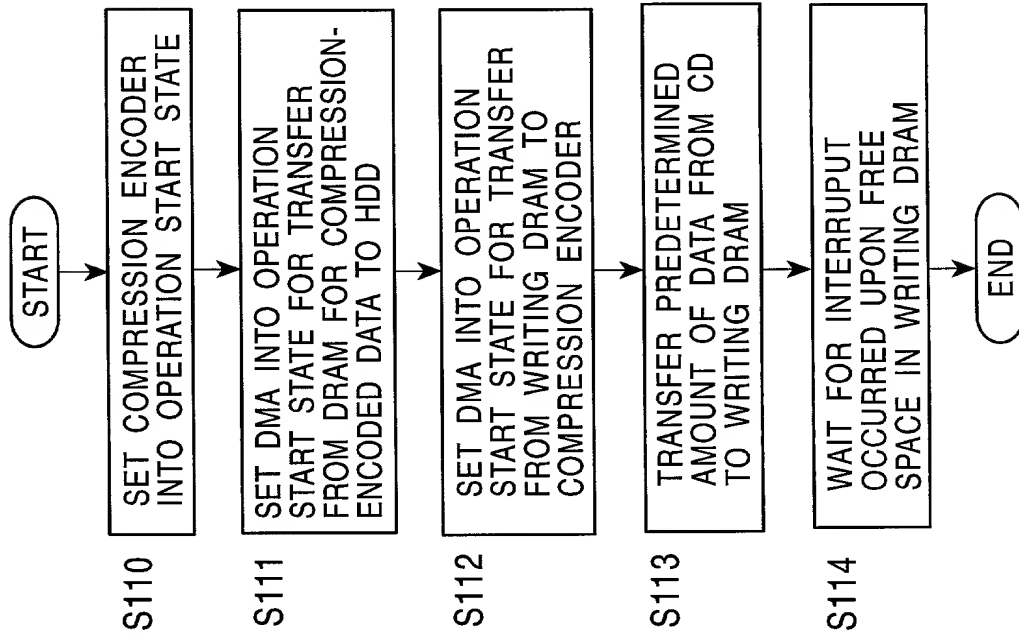 START
S110
SET COMPRESSION ENCODER
INTO OPERATION START STATE
S111
SET DMA INTO OPERATION
START STATE FOR TRANSFER
FROM DRAM FOR COMPRESSION-
ENCODED DATA TO HDD
S112
SET DMA INTO OPERATION
START STATE FOR TRANSFER
FROM WRITING DRAM TO
COMPRESSION ENCODER
S113
TRANSFER PREDETERMINED
AMOUNT OF DATA FROM CD
TO WRITING DRAM
S114
WAIT FOR INTERRUPUT
OCCURRED UPON FREE
SPACE IN WRITING DRAM
END